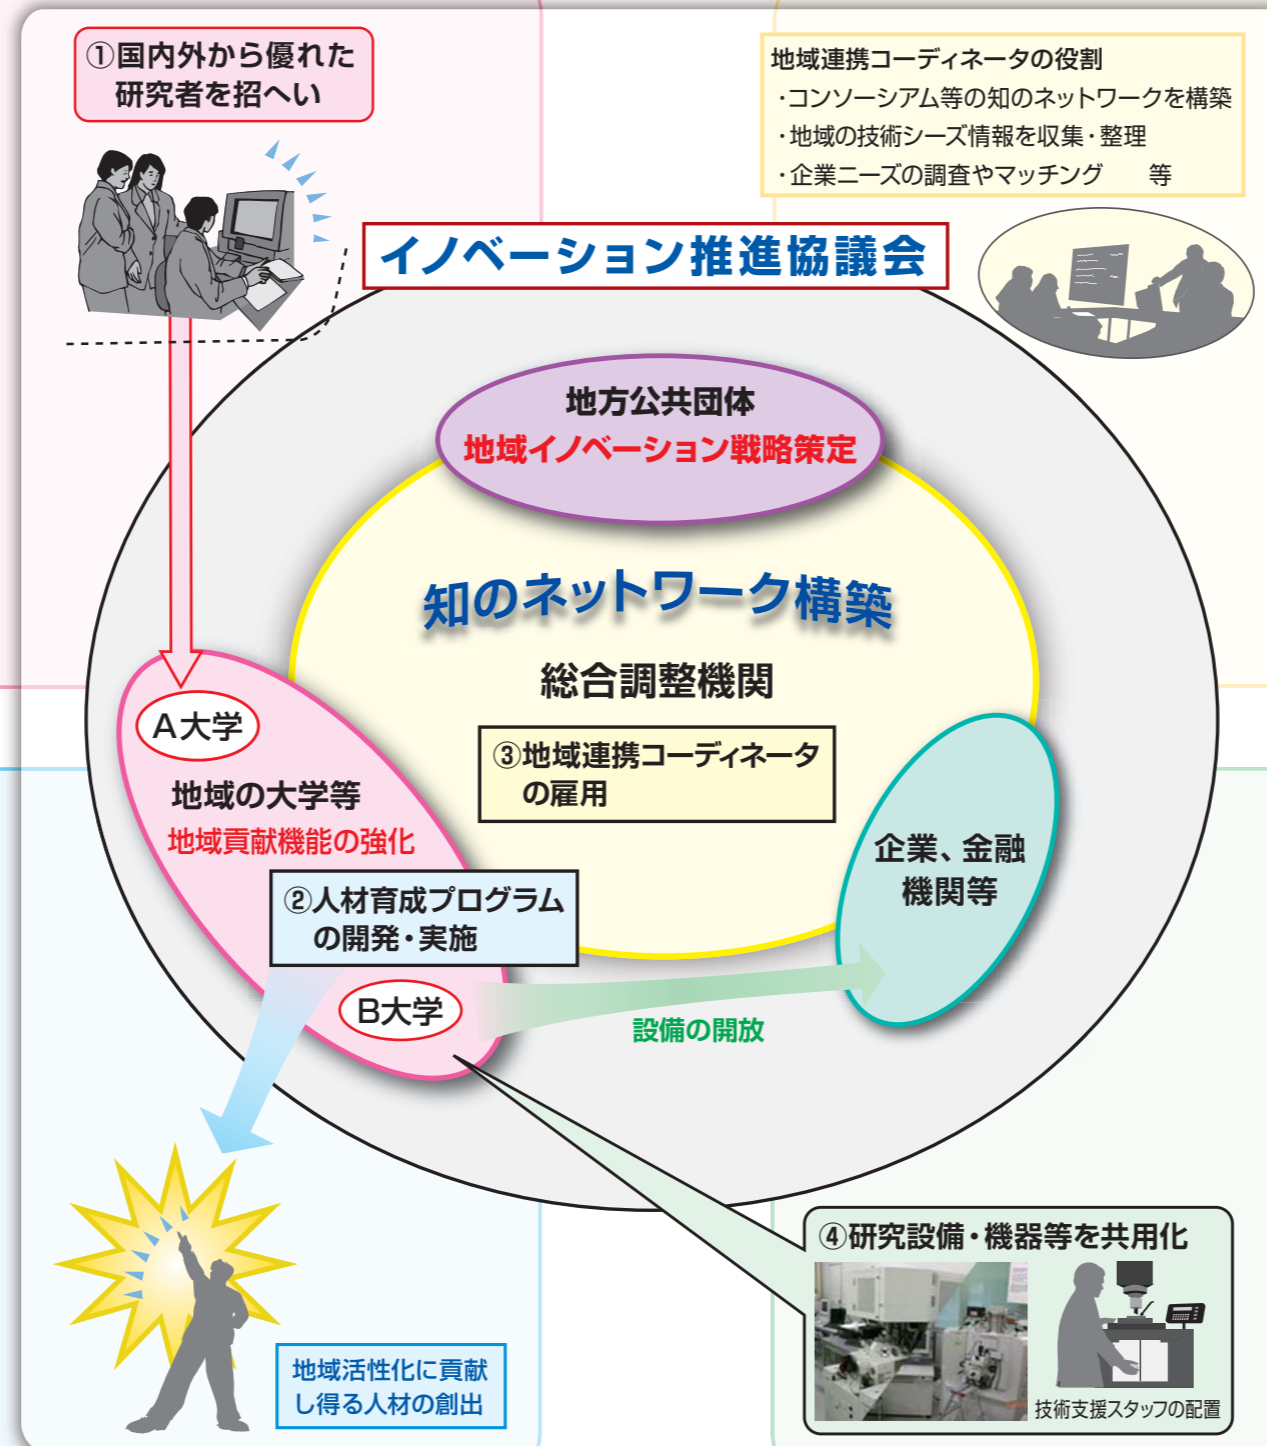 ①国内外から優れた
研究者を招へい
地域連携コーディネータの役割
・コンソーシアム等の知のネットワークを構築
・地域の技術シーズ情報を収集・整理
・企業ニーズの調査やマッチング　等
イノベーション推進協議会
地方公共団体
地域イノベーション戦略策定
知のネットワーク構築
総合調整機関
③地域連携コーディネータ
の雇用
A大学
地域の大学等
地域貢献機能の強化
②人材育成プログラム
の開発・実施
B大学
企業、金融
機関等
設備の開放
④研究設備・機器等を共用化
技術支援スタッフの配置
地域活性化に貢献
し得る人材の創出